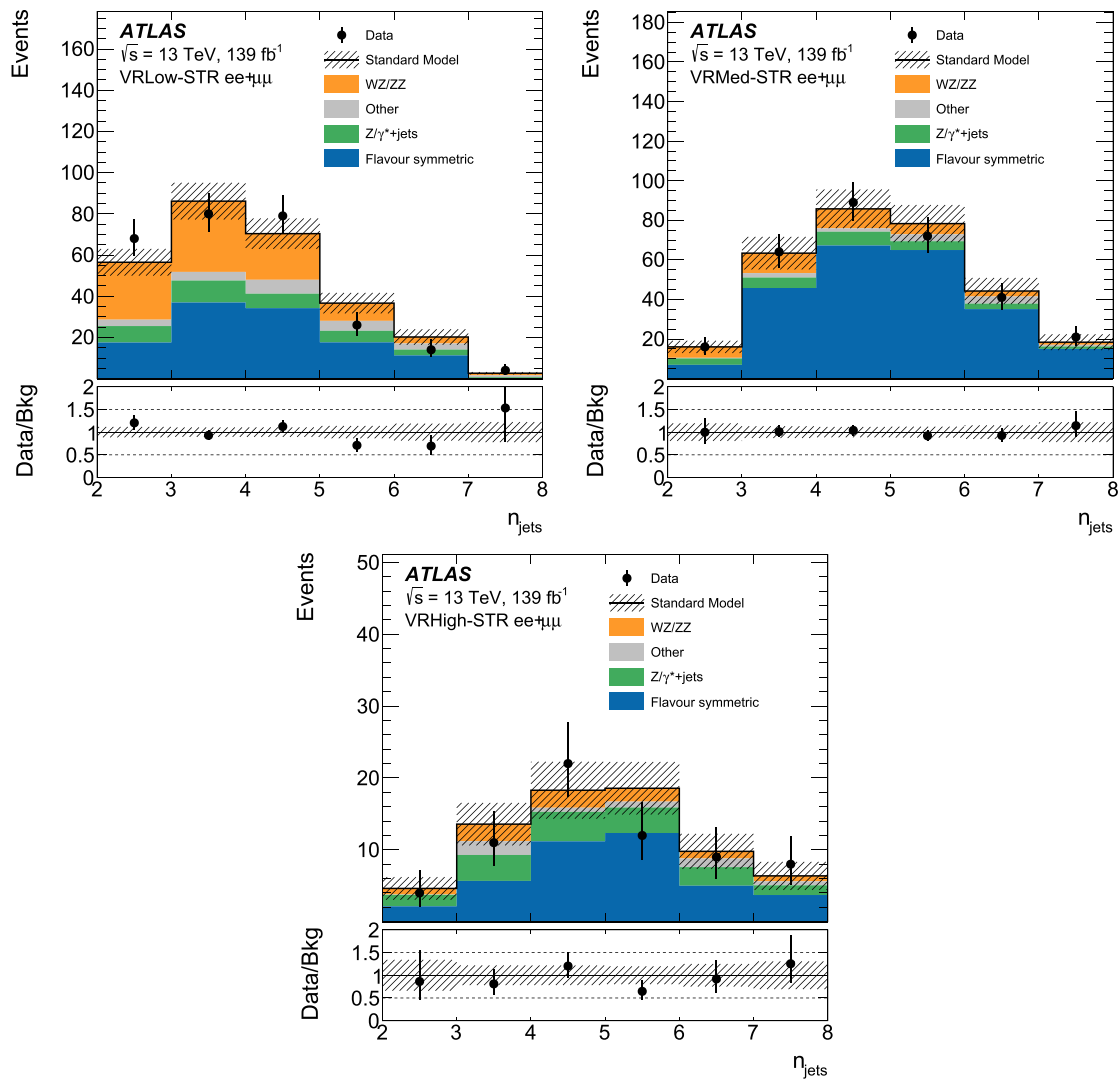 Events
ATLAS
√s = 13 TeV, 139 fb⁻¹
VRLow-STR ee+μμ
Data
Standard Model
WZ/ZZ
Other
Z/γ*+jets
Flavour symmetric
160
140
120
100
80
60
40
20
Data/Bkg
2
1.5
1
0.5
0
2 3 4 5 6 7 8
n_jets
Events
ATLAS
√s = 13 TeV, 139 fb⁻¹
VRMed-STR ee+μμ
Data
Standard Model
WZ/ZZ
Other
Z/γ*+jets
Flavour symmetric
180
160
140
120
100
80
60
40
20
Data/Bkg
2
1.5
1
0.5
0
2 3 4 5 6 7 8
n_jets
Events
ATLAS
√s = 13 TeV, 139 fb⁻¹
VRHigh-STR ee+μμ
Data
Standard Model
WZ/ZZ
Other
Z/γ*+jets
Flavour symmetric
50
40
30
20
10
Data/Bkg
2
1.5
1
0.5
0
2 3 4 5 6 7 8
n_jets